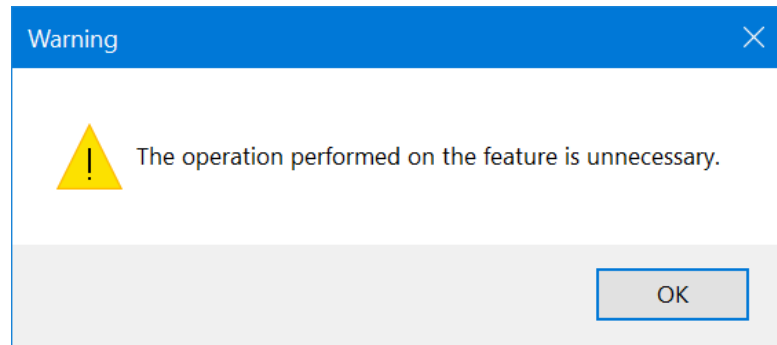 Warning
The operation performed on the feature is unnecessary.
OK